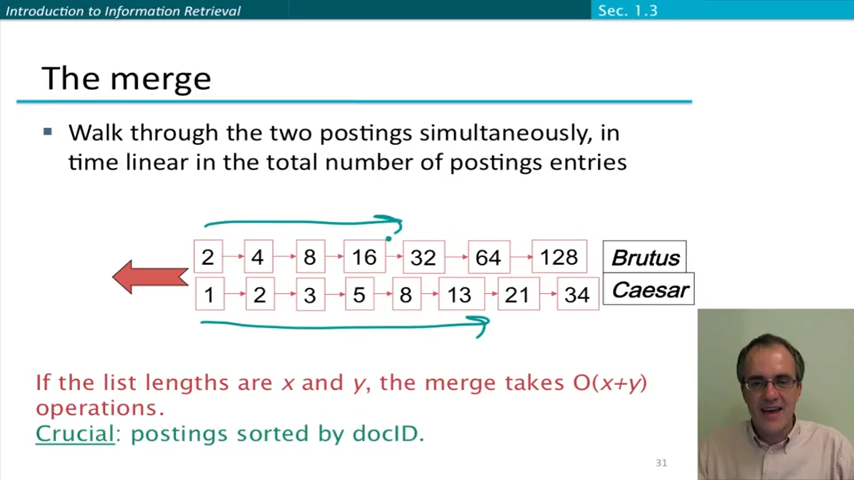 Introduction to Information Retrieval
Sec. 1.3
The merge
Walk through the two postings simultaneously, in
time linear in the total number of postings entries
2 4 8 16 32 64 128 Brutus
1 2 3 5 8 13 21 34 Caesar
If the list lengths are x and y, the merge takes O(x+y)
operations.
Crucial: postings sorted by docID.
31